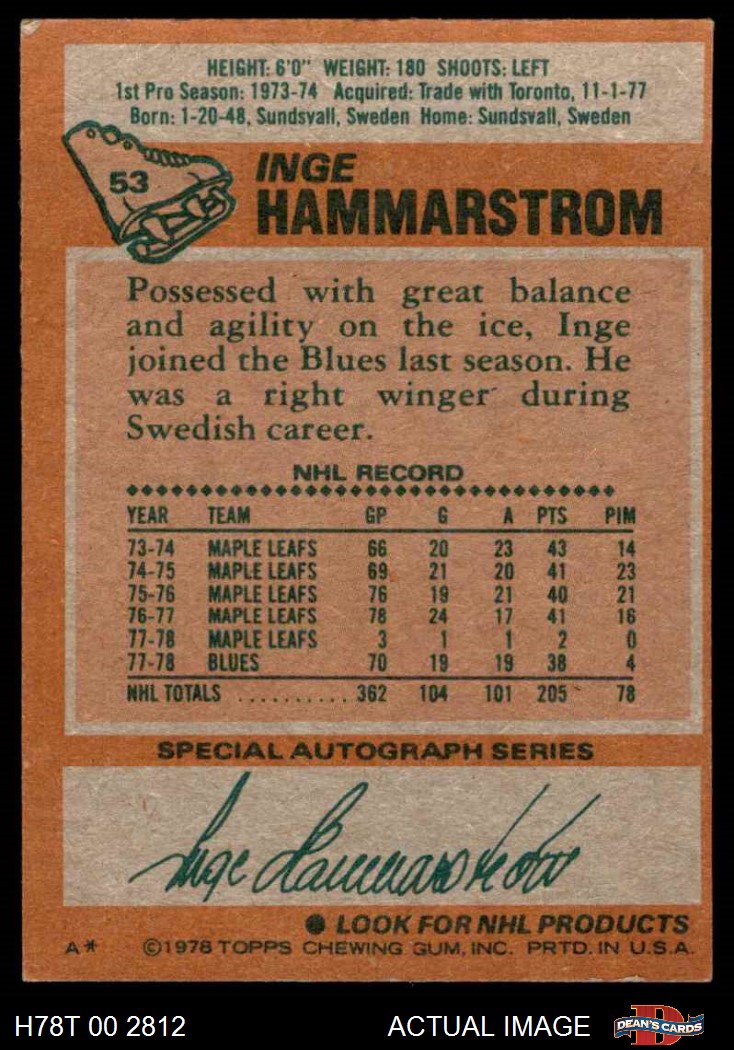 HEIGHT: 6'0" WEIGHT: 180 SHOOTS: LEFT
1st Pro Season: 1973-74 Acquired: Trade with Toronto, 11-1-77
Born: 1-20-48, Sundsvall, Sweden Home: Sundsvall, Sweden
53
INGE
HAMMARSTROM
Possessed with great balance
and agility on the ice, Inge
joined the Blues last season. He
was a right winger during
Swedish career.
NHL RECORD
YEAR TEAM GP G A PTS PIM
73-74 MAPLE LEAFS 66 20 23 43 14
74-75 MAPLE LEAFS 69 21 20 41 23
75-76 MAPLE LEAFS 76 19 21 40 21
76-77 MAPLE LEAFS 78 24 17 41 16
77-78 MAPLE LEAFS 3 1 1 2 0
77-78 BLUES 70 19 19 38 4
NHL TOTALS .......... 362 104 101 205 78
SPECIAL AUTOGRAPH SERIES
Inge Hammarström
LOOK FOR NHL PRODUCTS
A* ©1978 TOPPS CHEWING GUM, INC. PRTD. IN U.S.A.
H78T 00 2812 ACTUAL IMAGE D DEAN'S CARDS